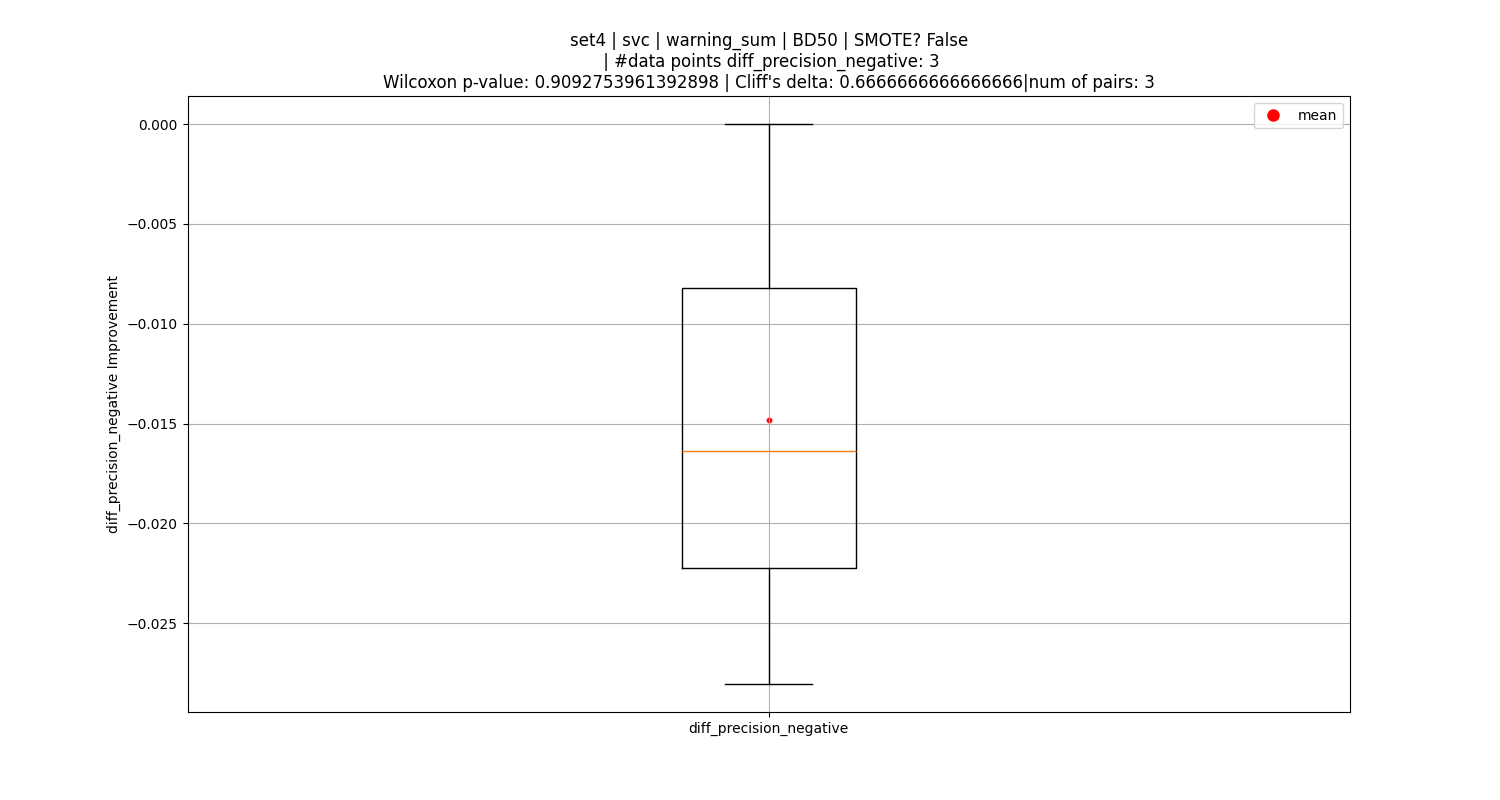 set4 | svc | warning_sum | BD50 | SMOTE? False
| #data points diff_precision_negative: 3
Wilcoxon p-value: 0.9092753961392898 | Cliff's delta: 0.6666666666666666|num of pairs: 3
mean
0.000
−0.005
−0.010
−0.015
−0.020
−0.025
diff_precision_negative Improvement
diff_precision_negative